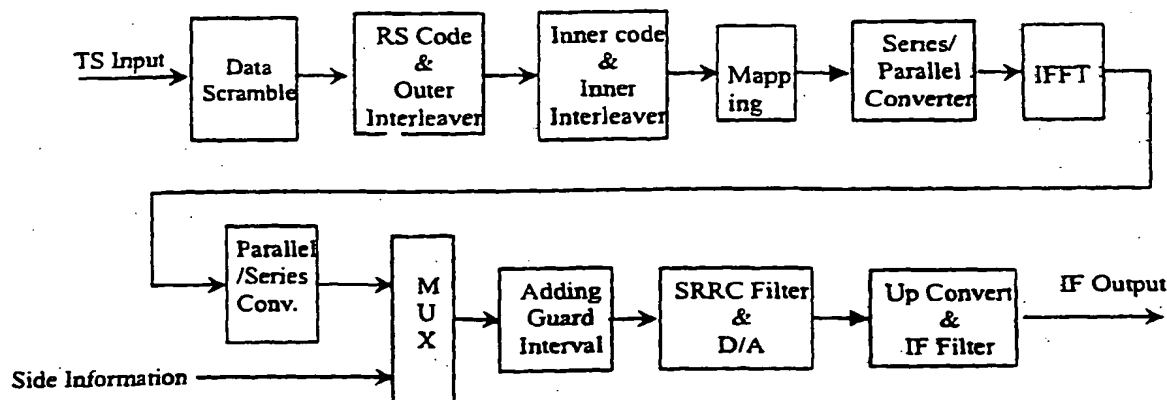 TS Input
Data
Scramble
RS Code
&
Outer
Interleaver
Inner code
&
Inner
Interleaver
Mapp
ing
Series/
Parallel
Converter
IFFT
Parallel
/Series
Conv.
M
U
X
Adding
Guard
Interval
SRRC Filter
&
D/A
Up Convert
&
IF Filter
IF Output
Side Information